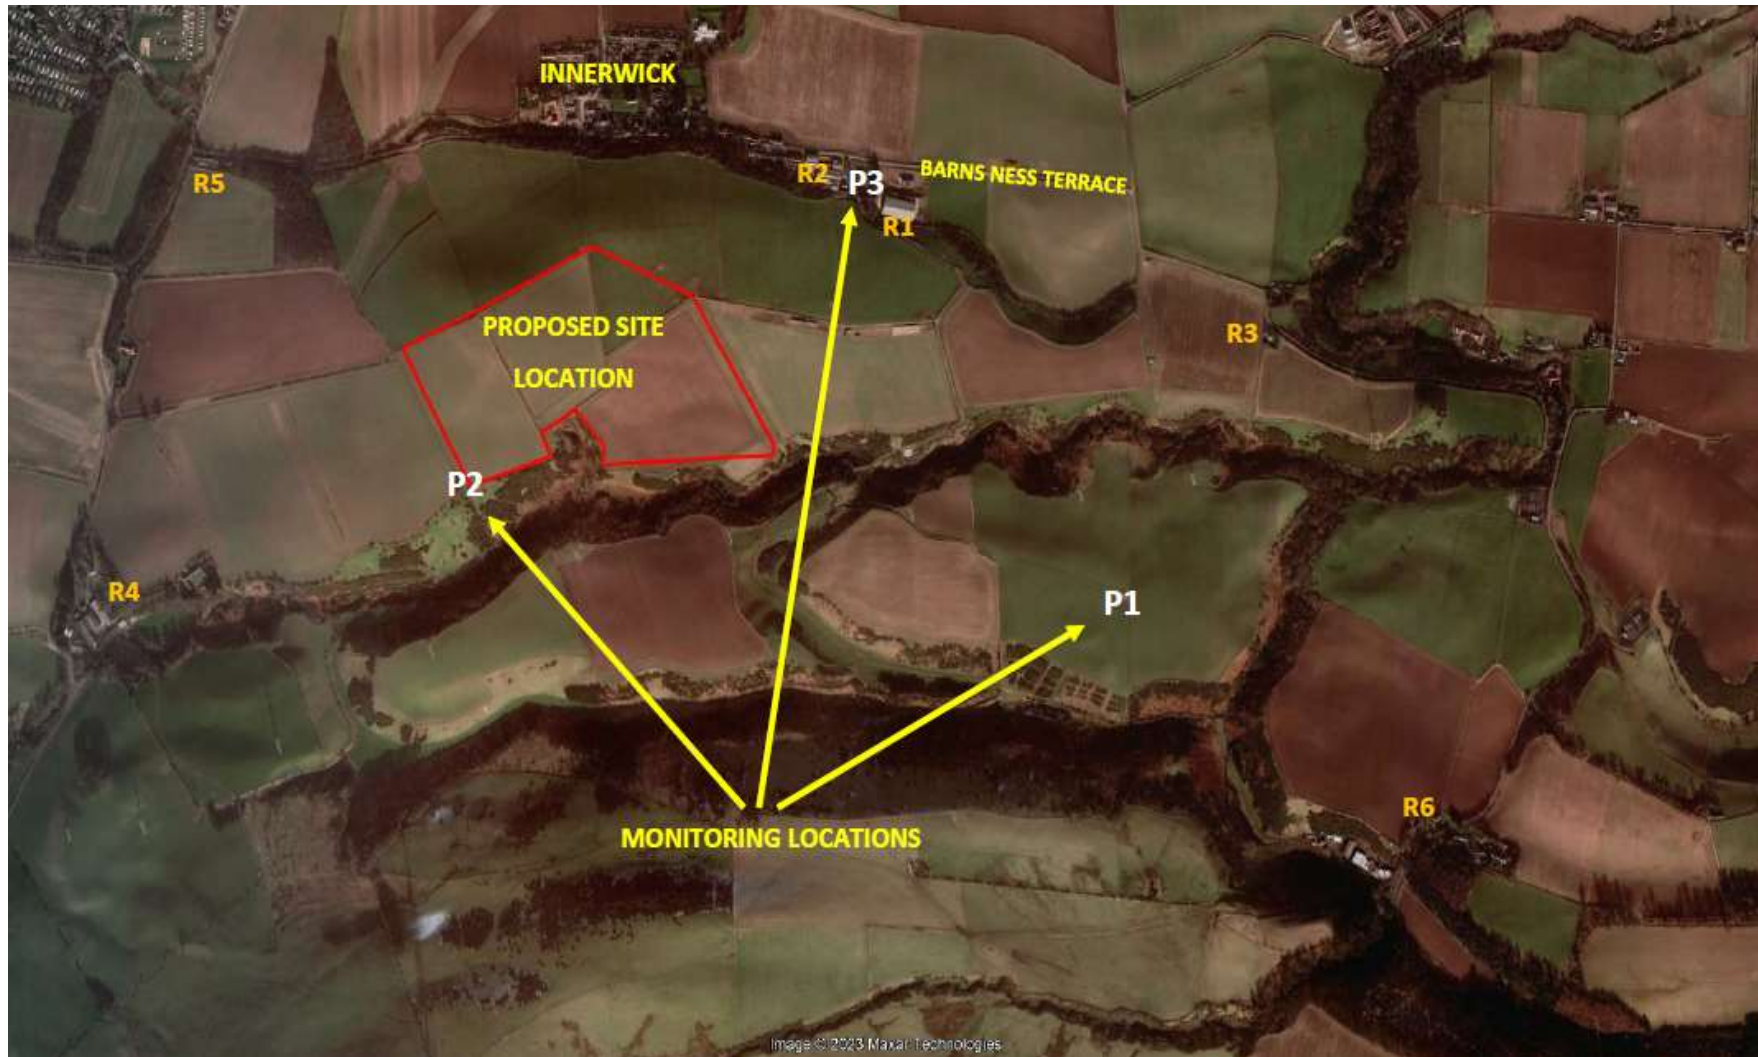 INNERWICK
R5
R2
P3
BARNS NESS TERRACE
R1
PROPOSED SITE
LOCATION
R3
P2
R4
P1
R6
MONITORING LOCATIONS
Image © 2023 Maxar Technologies